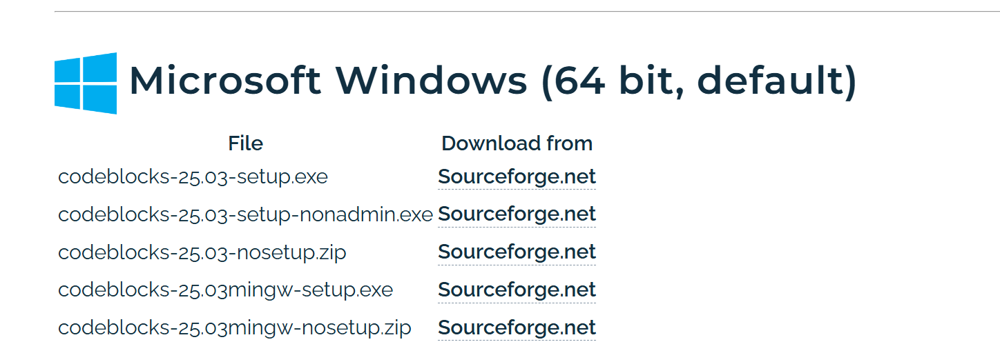 Microsoft Windows (64 bit, default)
File Download from
codeblocks-25.03-setup.exe Sourceforge.net
codeblocks-25.03-setup-nonadmin.exe Sourceforge.net
codeblocks-25.03-nosetup.zip Sourceforge.net
codeblocks-25.03mingw-setup.exe Sourceforge.net
codeblocks-25.03mingw-nosetup.zip Sourceforge.net